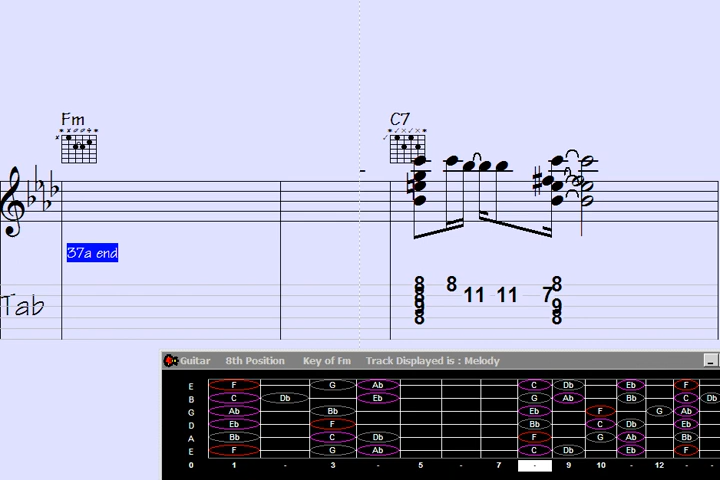 Fm C7
37a end
8 8 8
8 11 11 7
8
9 9
8 8
Tab
Guitar 8th Position Key of Fm Track Displayed is : Melody
E F G Ab C Db Eb F
B C Db Eb G Ab Bb C Db
G Ab Bb Eb F G Ab
D Eb F Bb C Db Eb
A Bb C Db F G Ab Bb
E F G Ab C Db Eb F
0 1 - 3 - 5 - 7 - 9 10 - 12 - -